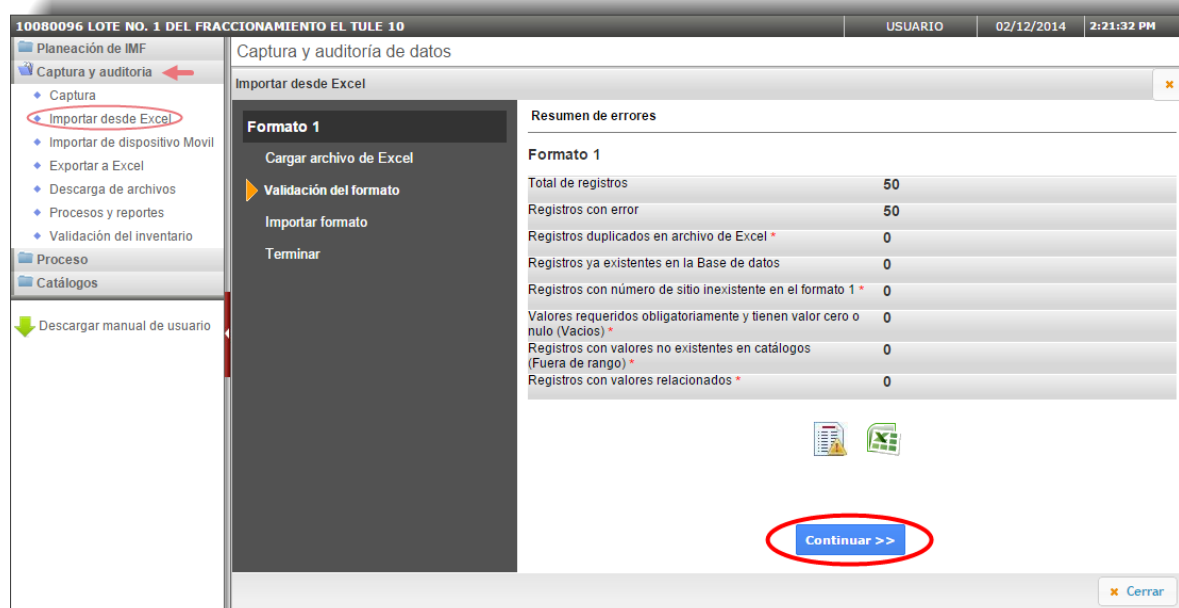 10080096 LOTE NO. 1 DEL FRACCIONAMIENTO EL TULE 10 USUARIO 02/12/2014 2:21:32 PM
Planeación de IMF
Captura y auditoria
Captura
Importar desde Excel
Importar de dispositivo Movil
Exportar a Excel
Descarga de archivos
Procesos y reportes
Validación del inventario
Proceso
Catálogos
Descargar manual de usuario
Captura y auditoría de datos
Importar desde Excel
Formato 1
Cargar archivo de Excel
Validación del formato
Importar formato
Terminar
Resumen de errores
Formato 1
Total de registros 50
Registros con error 50
Registros duplicados en archivo de Excel * 0
Registros ya existentes en la Base de datos 0
Registros con número de sitio inexistente en el formato 1 * 0
Valores requeridos obligatoriamente y tienen valor cero o 0
nulo (Vacios) *
Registros con valores no existentes en catálogos 0
(Fuera de rango) *
Registros con valores relacionados * 0
Continuar >>
Cerrar